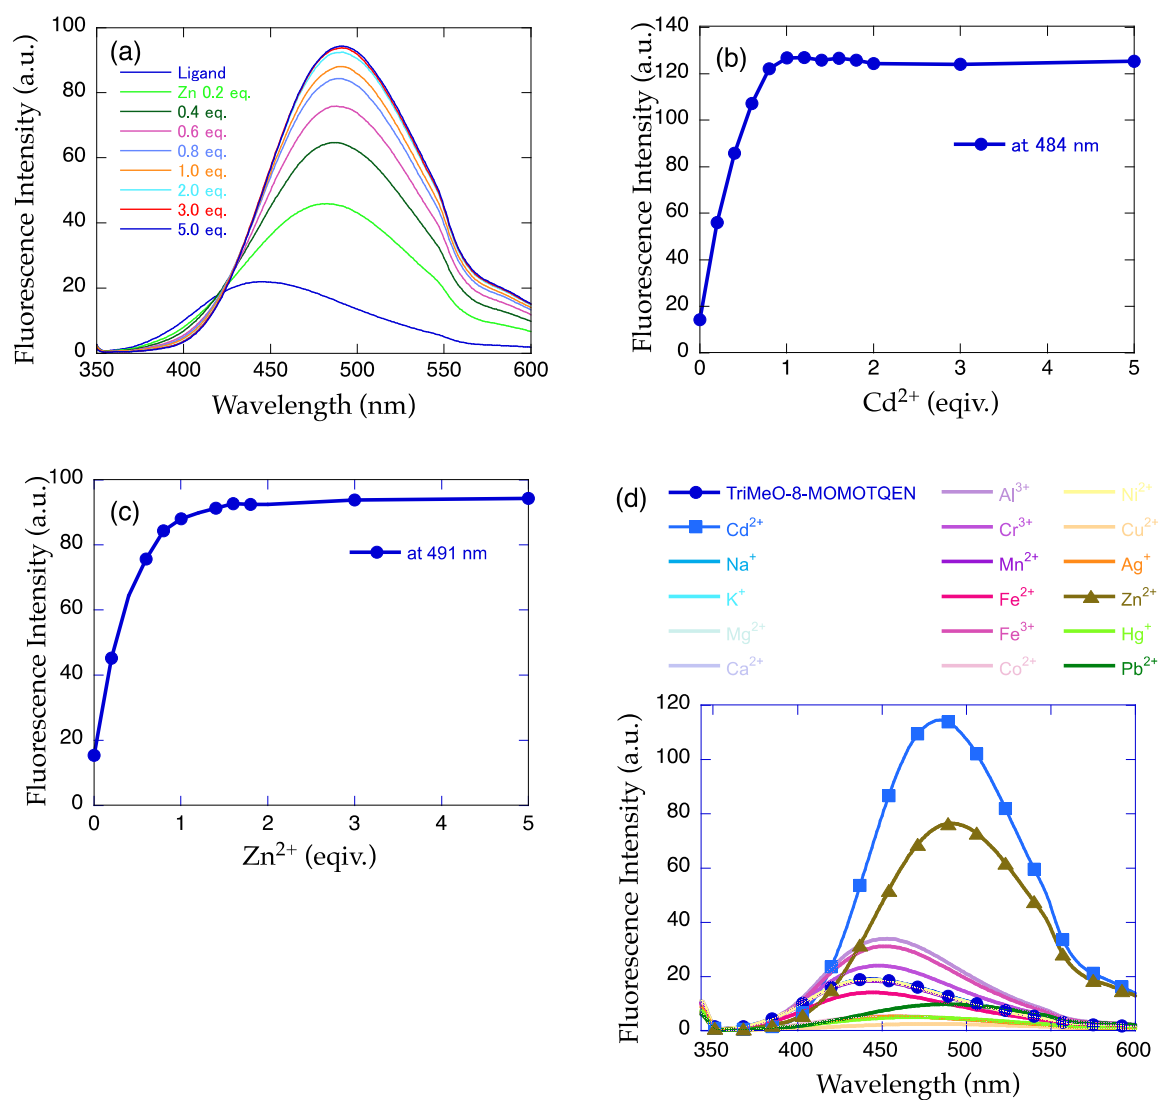 (a)
Fluorescence Intensity (a.u.)
100
80
60
40
20
0
Ligand
Zn 0.2 eq.
0.4 eq.
0.6 eq.
0.8 eq.
1.0 eq.
2.0 eq.
3.0 eq.
5.0 eq.
350 400 450 500 550 600
Wavelength (nm)
(b)
Fluorescence Intensity (a.u.)
140
120
100
80
60
40
20
0
at 484 nm
0 1 2 3 4 5
Cd²⁺ (eqiv.)
(c)
Fluorescence Intensity (a.u.)
100
80
60
40
20
0
at 491 nm
0 1 2 3 4 5
Zn²⁺ (eqiv.)
(d)
TriMeO-8-MOMOTQEN
Cd²⁺
Na⁺
K⁺
Mg²⁺
Ca²⁺
Al³⁺
Cr³⁺
Mn²⁺
Fe²⁺
Fe³⁺
Co²⁺
Ni²⁺
Cu²⁺
Ag⁺
Zn²⁺
Hg⁺
Pb²⁺
Fluorescence Intensity (a.u.)
120
100
80
60
40
20
0
350 400 450 500 550 600
Wavelength (nm)